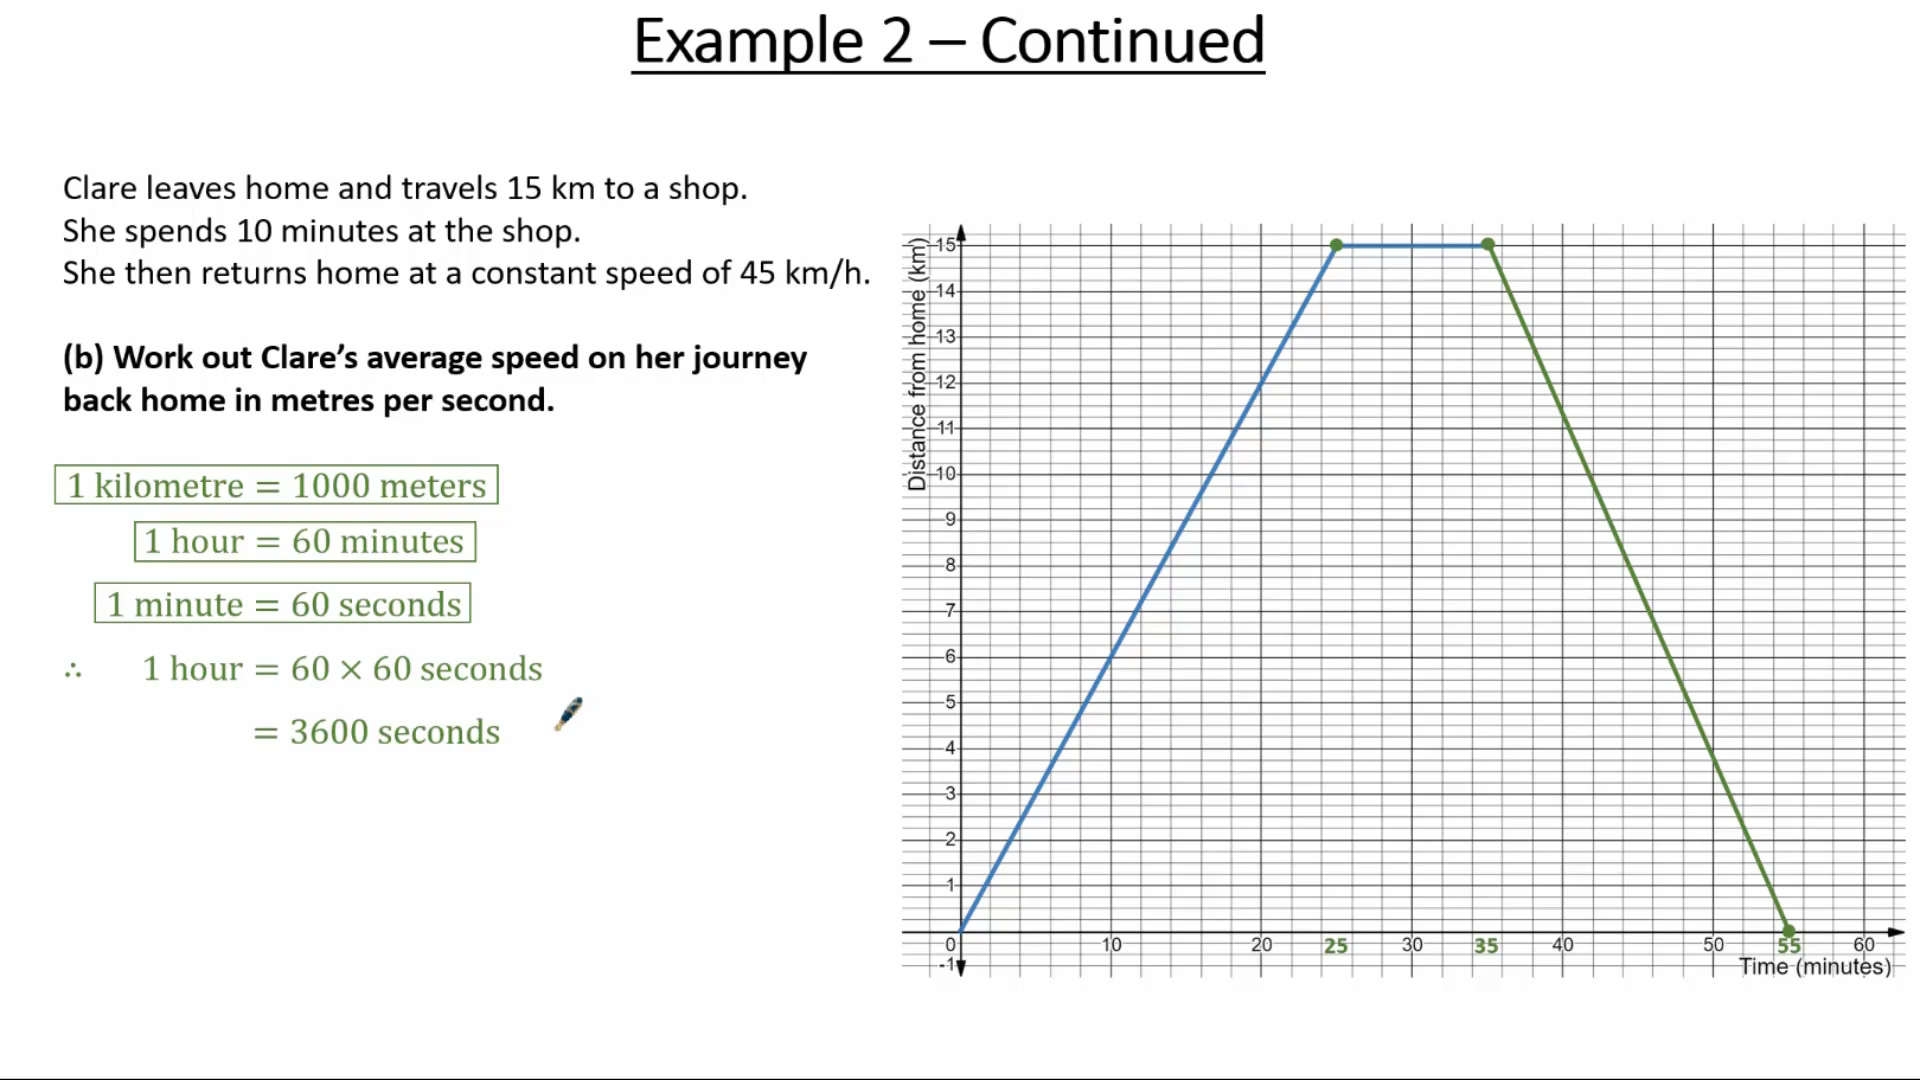 Example 2 – Continued
Clare leaves home and travels 15 km to a shop.
She spends 10 minutes at the shop.
She then returns home at a constant speed of 45 km/h.
(b) Work out Clare’s average speed on her journey
back home in metres per second.
1 kilometre = 1000 meters
1 hour = 60 minutes
1 minute = 60 seconds
∴ 1 hour = 60 × 60 seconds
= 3600 seconds
Distance from home (km)
15
14
13
12
11
10
9
8
7
6
5
4
3
2
1
0 10 20 25 30 35 40 50 55 60
-1
Time (minutes)